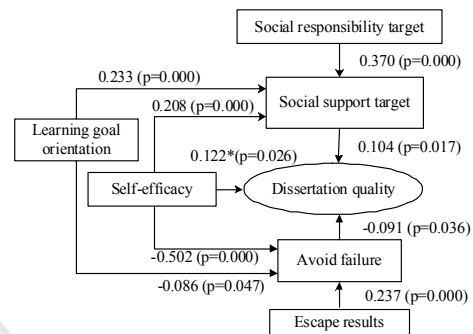 Social responsibility target
0.370 (p=0.000)
0.233 (p=0.000)
Social support target
0.208 (p=0.000)
Learning goal
orientation
0.122*(p=0.026)
0.104 (p=0.017)
Self-efficacy
Dissertation quality
-0.091 (p=0.036)
-0.502 (p=0.000)
Avoid failure
-0.086 (p=0.047)
0.237 (p=0.000)
Escape results